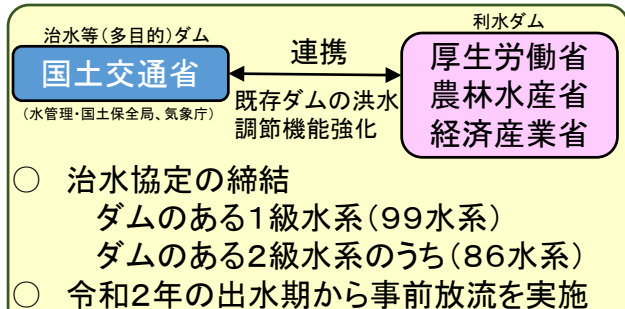 治水等(多目的)ダム
国土交通省
(水管理・国土保全局、気象庁)
連携
既存ダムの洪水
調節機能強化
利水ダム
厚生労働省
農林水産省
経済産業省
○ 治水協定の締結
ダムのある1級水系(99水系)
ダムのある2級水系のうち(86水系)
○ 令和2年の出水期から事前放流を実施